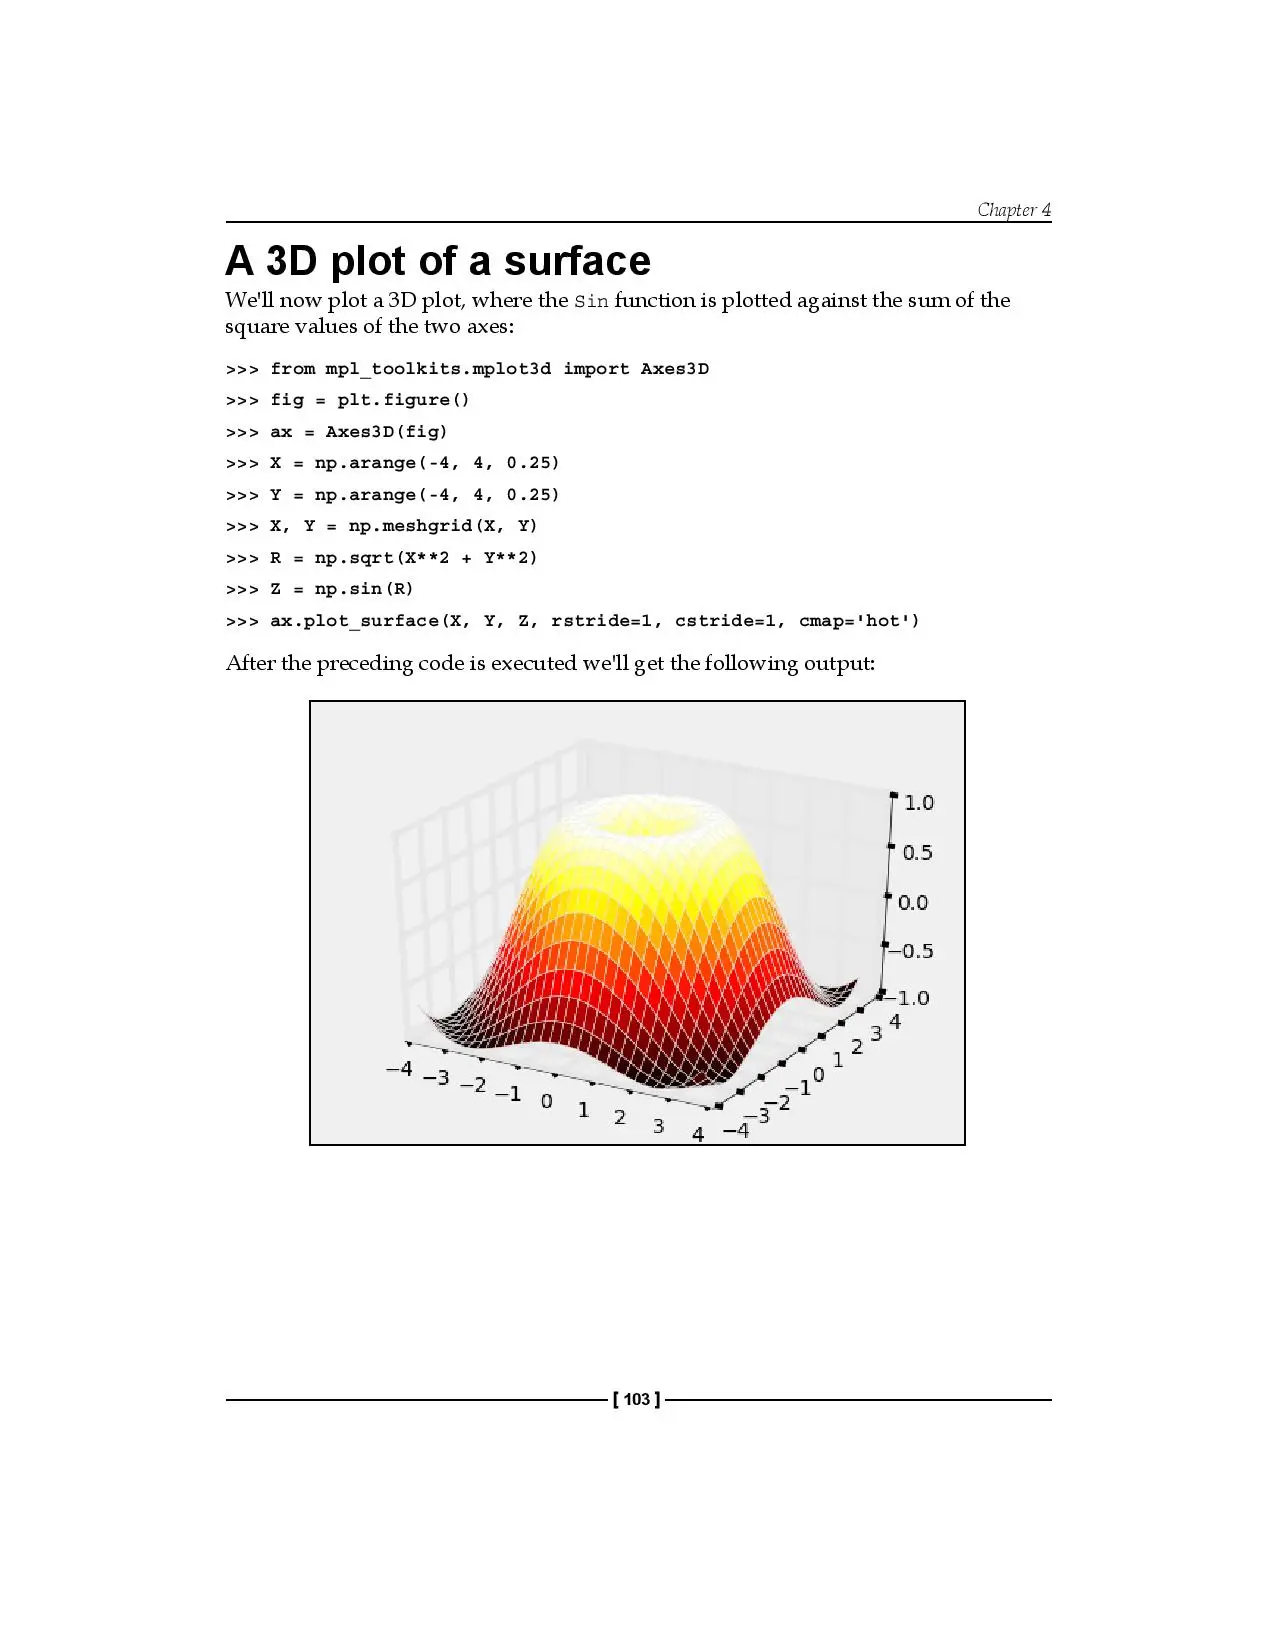 Chapter 4
A 3D plot of a surface
We'll now plot a 3D plot, where the Sin function is plotted against the sum of the
square values of the two axes:
>>> from mpl_toolkits.mplot3d import Axes3D
>>> fig = plt.figure()
>>> ax = Axes3D(fig)
>>> X = np.arange(-4, 4, 0.25)
>>> Y = np.arange(-4, 4, 0.25)
>>> X, Y = np.meshgrid(X, Y)
>>> R = np.sqrt(X**2 + Y**2)
>>> Z = np.sin(R)
>>> ax.plot_surface(X, Y, Z, rstride=1, cstride=1, cmap='hot')
After the preceding code is executed we'll get the following output:
1.0
0.5
0.0
−0.5
−1.0
−4 −3 −2 −1 0 1 2 3 4
−4 −3 −2 −1 0 1 2 3 4
[ 103 ]